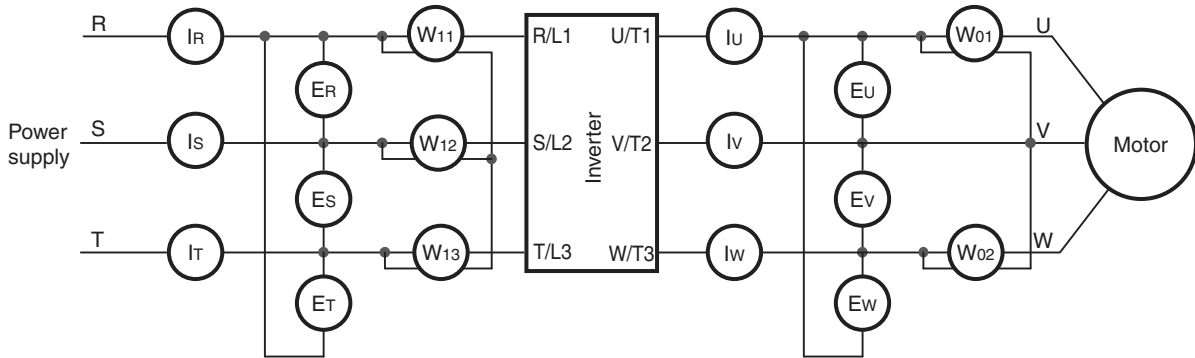 R
IR
W11
R/L1
U/T1
IU
W01
U
ER
EU
Power
supply
S
IS
W12
S/L2
Inverter
V/T2
IV
V
Motor
ES
EV
T
IT
W13
T/L3
W/T3
IW
W02
W
ET
EW